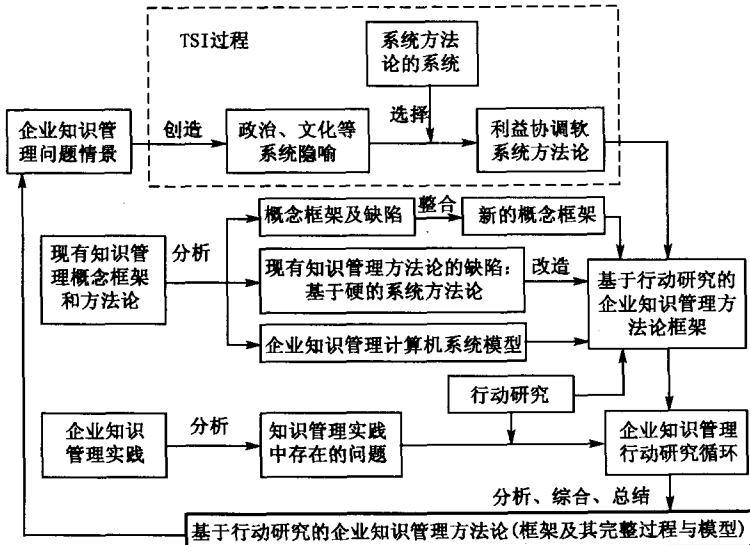 TSI过程
系统方法
论的系统
企业知识管
理问题情景
创造
政治、文化等
系统隐喻
选择
利益协调软
系统方法论
概念框架及缺陷
整合
新的概念框架
现有知识管
理概念框架
和方法论
分析
现有知识管理方法论的缺陷：
基于硬的系统方法论
改造
基于行动研究的
企业知识管理方
法论框架
企业知识管理计算机系统模型
行动研究
企业知识
管理实践
分析
知识管理实践
中存在的问题
企业知识管理
行动研究循环
分析、综合、总结
基于行动研究的企业知识管理方法论(框架及其完整过程与模型)